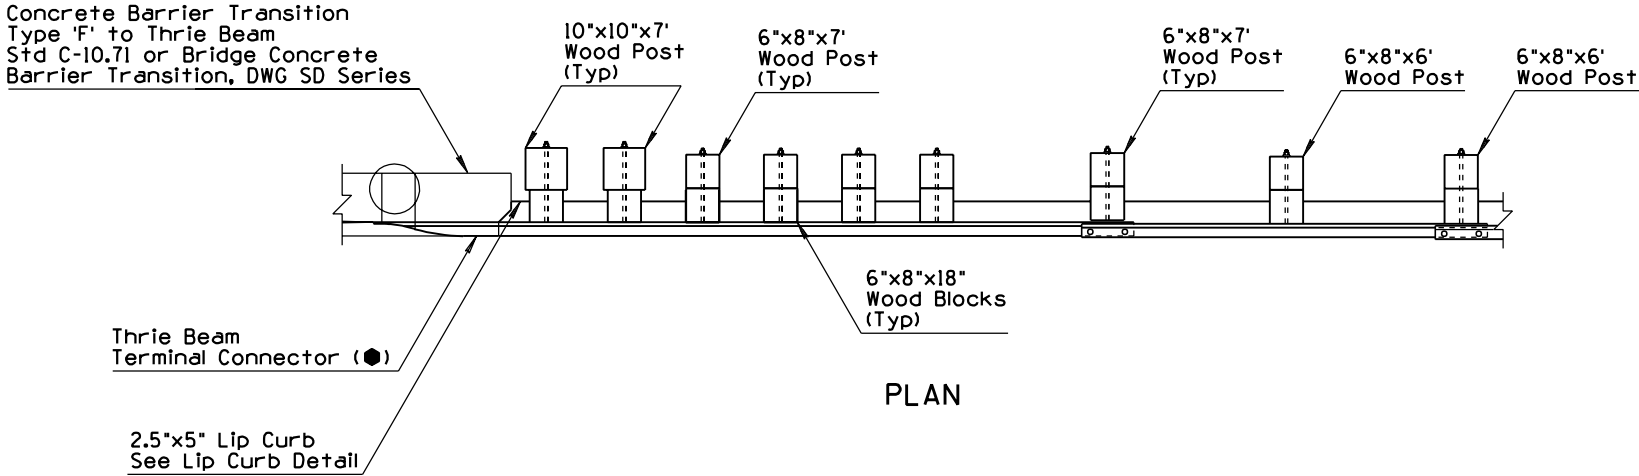 Concrete Barrier Transition
Type 'F' to Thrie Beam
Std C-10.71 or Bridge Concrete
Barrier Transition, DWG SD Series
10"x10"x7'
Wood Post
(Typ)
6"x8"x7'
Wood Post
(Typ)
6"x8"x7'
Wood Post
(Typ)
6"x8"x6'
Wood Post
6"x8"x6'
Wood Post
6"x8"x18"
Wood Blocks
(Typ)
Thrie Beam
Terminal Connector (⬢)
PLAN
2.5"x5" Lip Curb
See Lip Curb Detail